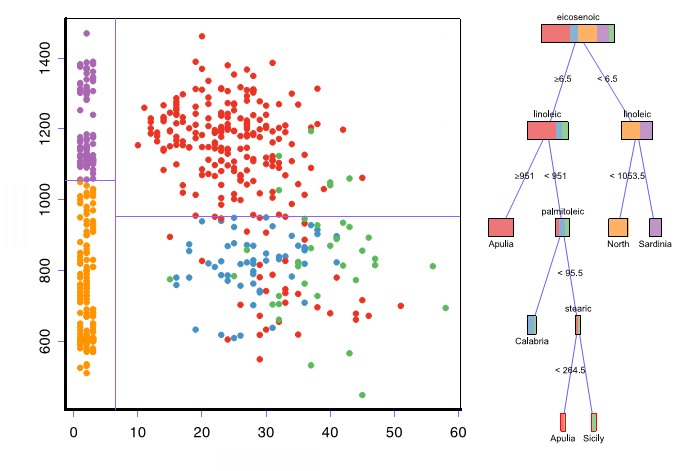 eicosenoic
≥6.5 < 6.5
linoleic linoleic
≥951 < 951 < 1053.5
palmitoleic
Apulia North Sardinia
< 95.5
stearic
Calabria
< 264.5
Apulia Sicily
1400
1200
1000
800
600
0 10 20 30 40 50 60